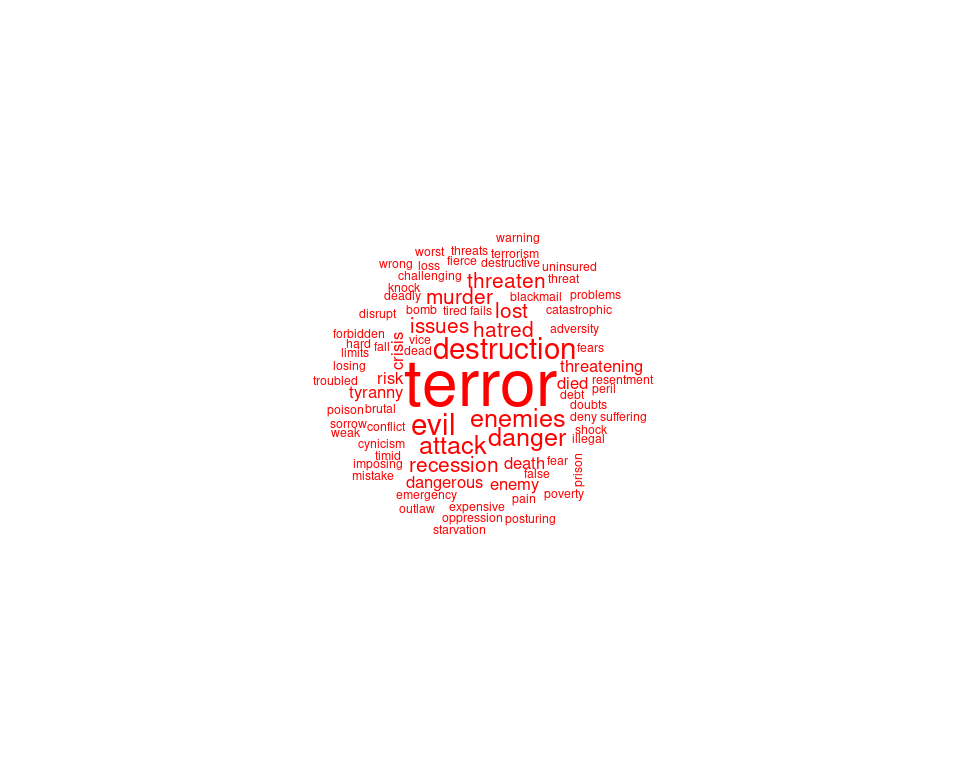 warning
worst threats terrorism
wrong loss fierce destructive uninsured
challenging threaten threat
knock
deadly murder blackmail problems
disrupt bomb tired fails lost catastrophic
forbidden issues hatred adversity
hard fall crisis vice
limits dead destruction fears
losing threatening
troubled risk terror died resentment
tyranny debt peril
poison brutal doubts
sorrow conflict evil enemies deny suffering
weak danger shock
cynicism attack illegal
timid
imposing recession death fear
mistake dangerous false prison
emergency enemy pain poverty
outlaw expensive
oppression posturing
starvation